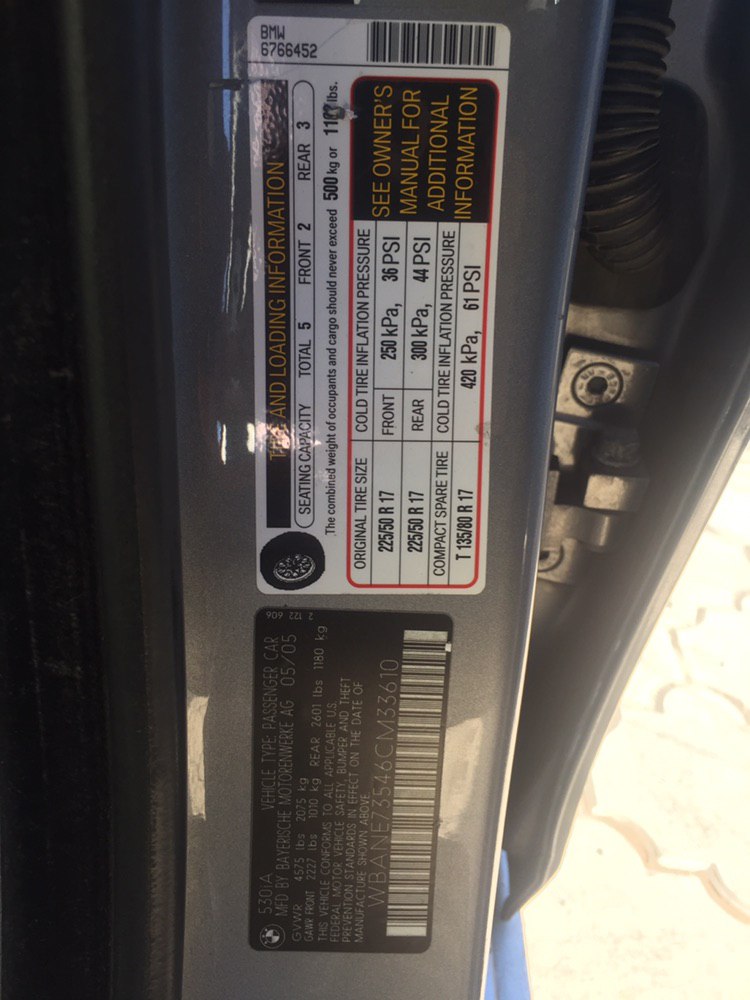 BMW
6766452
TIRE AND LOADING INFORMATION
SEATING CAPACITY TOTAL 5 FRONT 2 REAR 3
The combined weight of occupants and cargo should never exceed 500 kg or lbs.
ORIGINAL TIRE SIZE COLD TIRE INFLATION PRESSURE
225/50 R 17 FRONT 250 kPa, 36 PSI
225/50 R 17 REAR 300 kPa, 44 PSI
COMPACT SPARE TIRE COLD TIRE INFLATION PRESSURE
T 135/80 R 17 420 kPa, 61 PSI
SEE OWNER'S
MANUAL FOR
ADDITIONAL
INFORMATION
2 122 606
530iA VEHICLE TYPE: PASSENGER CAR
MFD BY BAYERISCHE MOTORENWERKE AG 05/05
GVWR 4575 lbs 2075 kg
GAWR FRONT 2227 lbs 1010 kg REAR 2601 lbs 1180 kg
THIS VEHICLE CONFORMS TO ALL APPLICABLE U.S.
FEDERAL MOTOR VEHICLE SAFETY, BUMPER AND THEFT
PREVENTION STANDARDS IN EFFECT ON THE DATE OF
MANUFACTURE SHOWN ABOVE.
WBANE73546CM33610